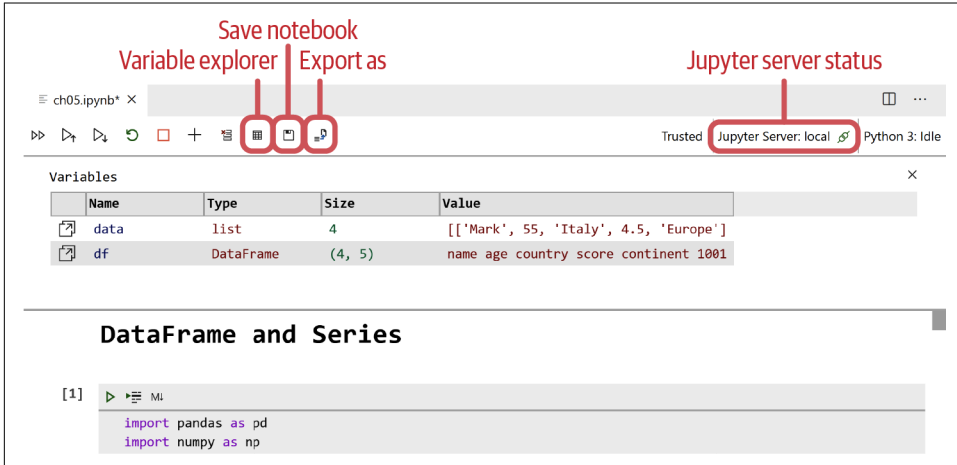 Save notebook
Variable explorer Export as Jupyter server status
ch05.ipynb*
Trusted Jupyter Server: local Python 3: Idle
Variables
Name Type Size Value
data list 4 [['Mark', 55, 'Italy', 4.5, 'Europe']
df DataFrame (4, 5) name age country score continent 1001
DataFrame and Series
[1] M↓
import pandas as pd
import numpy as np